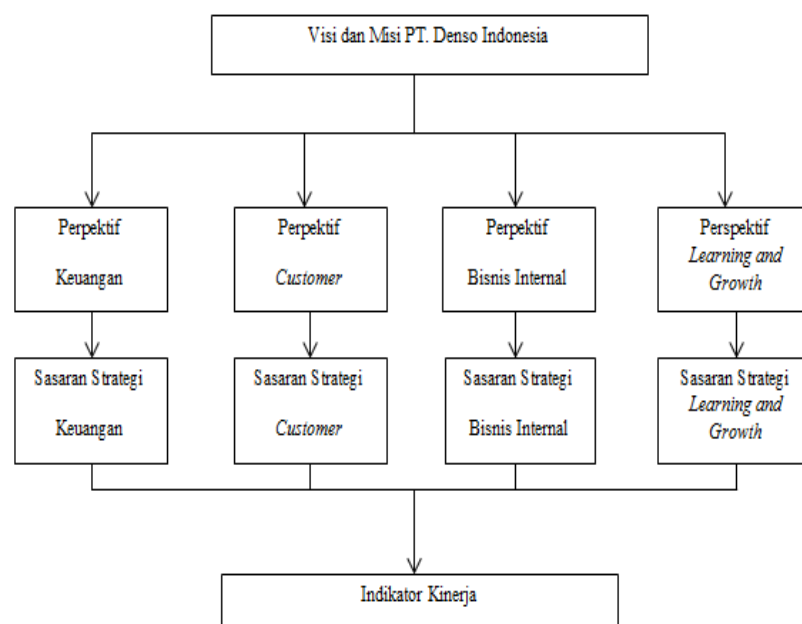 Visi dan Misi PT. Denso Indonesia
Perpektif
Keuangan
Perpektif
Customer
Perpektif
Bisnis Internal
Perspektif
Learning and
Growth
Sasaran Strategi
Keuangan
Sasaran Strategi
Customer
Sasaran Strategi
Bisnis Internal
Sasaran Strategi
Learning and
Growth
Indikator Kinerja